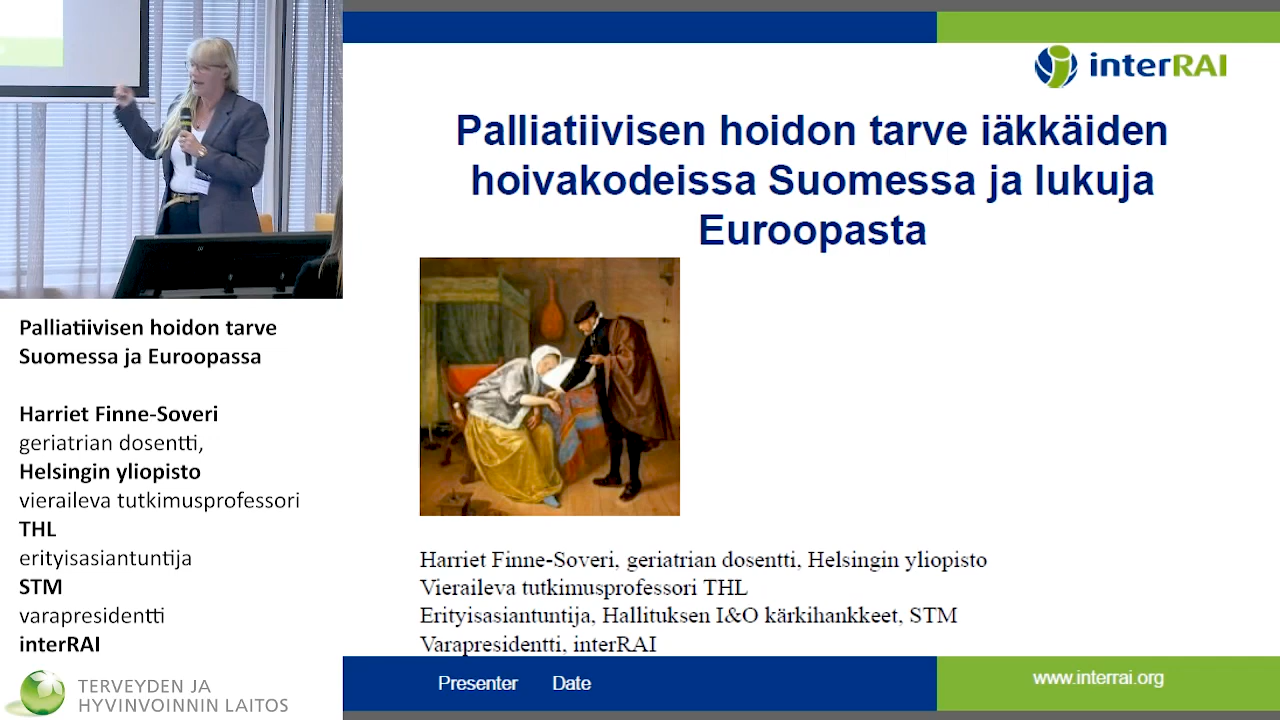 Palliatiivisen hoidon tarve
Suomessa ja Euroopassa
Harriet Finne-Soveri
geriatrian dosentti,
Helsingin yliopisto
vieraileva tutkimusprofessori
THL
erityisasiantuntija
STM
varapresidentti
interRAI
TERVEYDEN JA
HYVINVOINNIN LAITOS
interRAI
Palliatiivisen hoidon tarve iäkkäiden
hoivakodeissa Suomessa ja lukuja
Euroopasta
Harriet Finne-Soveri, geriatrian dosentti, Helsingin yliopisto
Vieraileva tutkimusprofessori THL
Erityisasiantuntija, Hallituksen I&O kärkihankkeet, STM
Varapresidentti, interRAI
Presenter Date
www.interrai.org